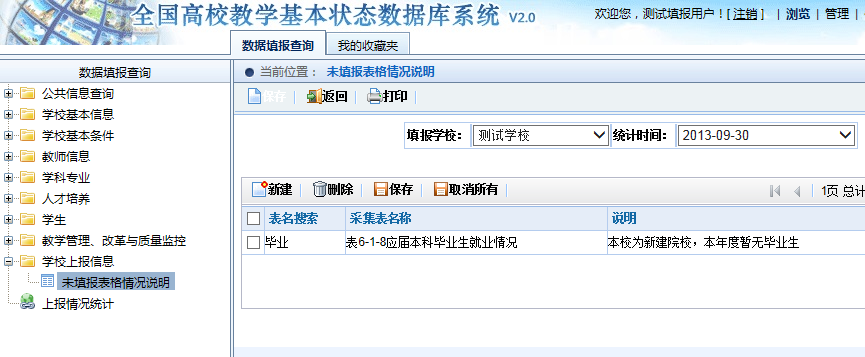 全国高校教学基本状态数据库系统 V2.0
欢迎您，测试填报用户！[ 注销 ] | 浏览 | 管理 |
数据填报查询 我的收藏夹
数据填报查询
公共信息查询
学校基本信息
学校基本条件
教师信息
学科专业
人才培养
学生
教学管理、改革与质量监控
学校上报信息
未填报表格情况说明
上报情况统计
当前位置： 未填报表格情况说明
保存 返回 打印
填报学校： 测试学校 统计时间： 2013-09-30
新建 删除 保存 取消所有 1页 总计
表名搜索 采集表名称 说明
毕业 表6-1-8应届本科毕业生就业情况 本校为新建院校，本年度暂无毕业生